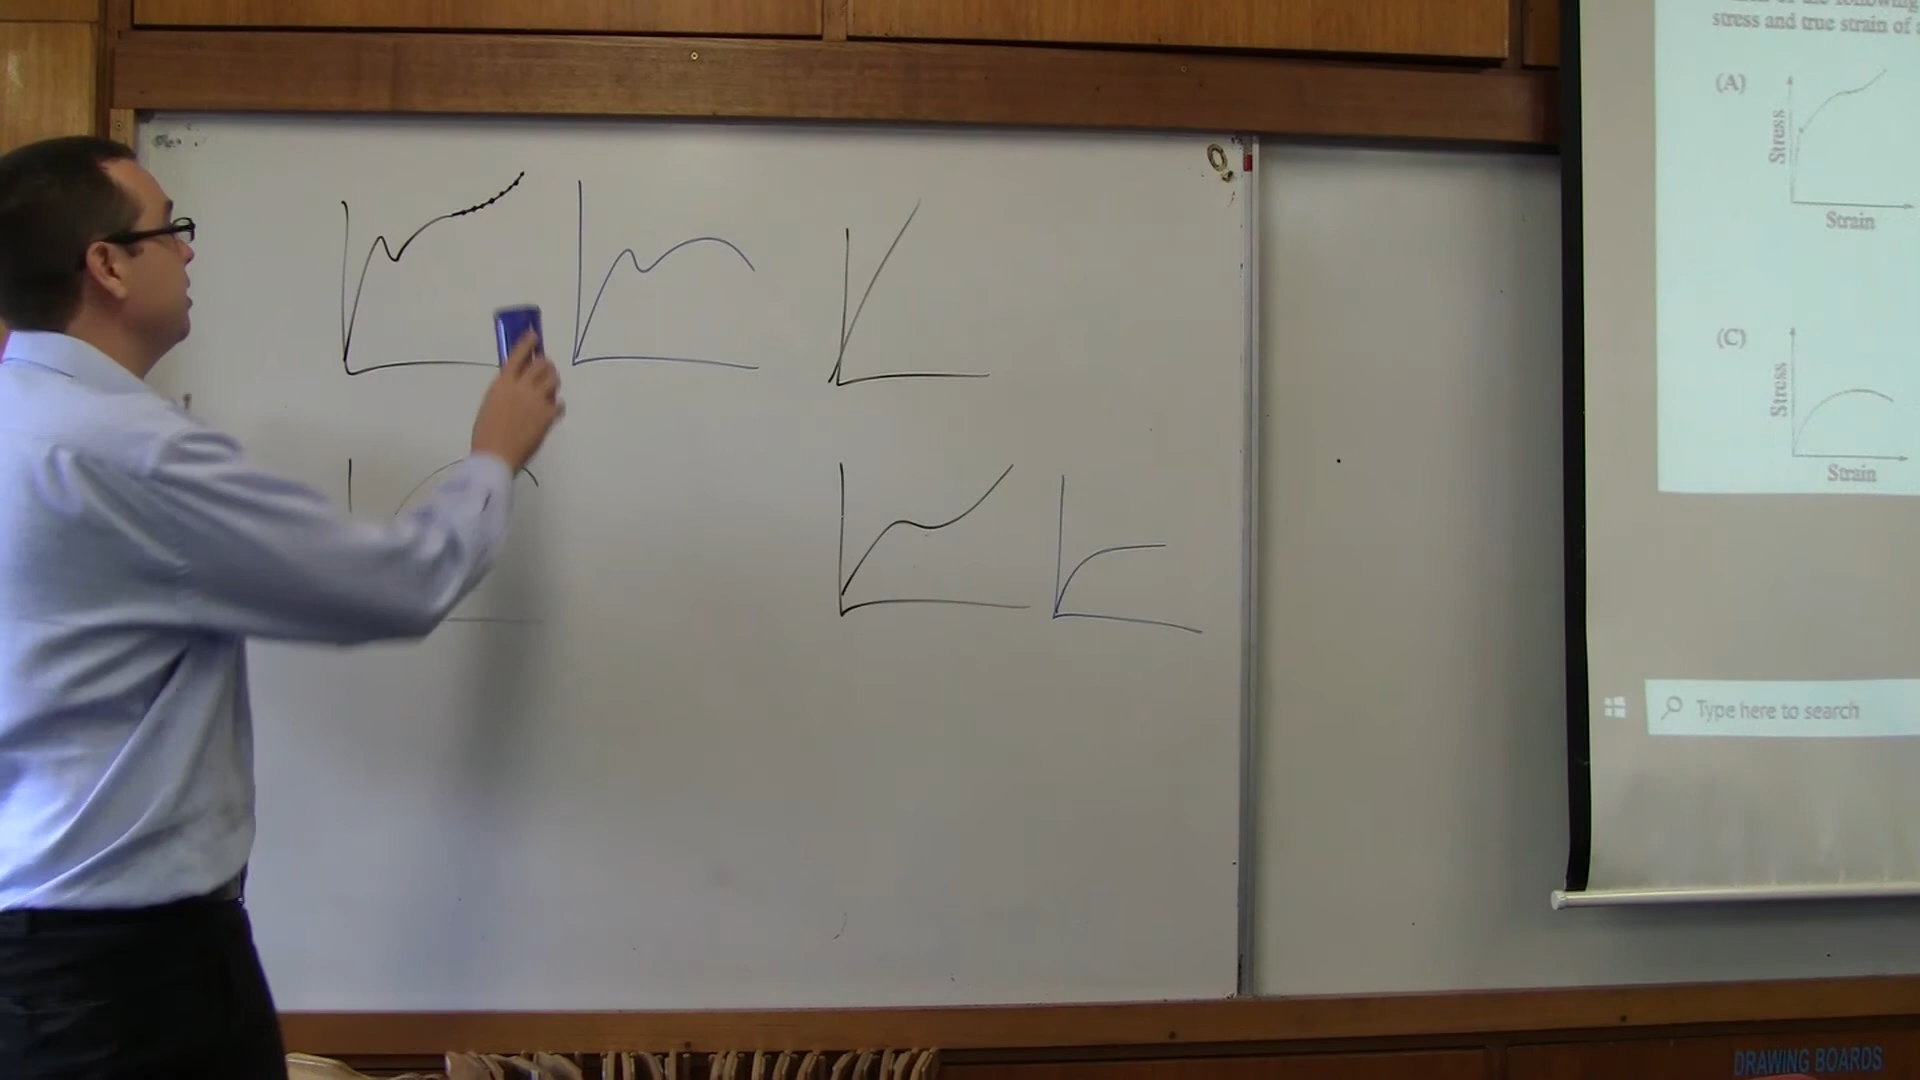 stress and true strain of
(A)
Stress
Strain
(C)
Stress
Strain
Type here to search
DRAWING BOARDS